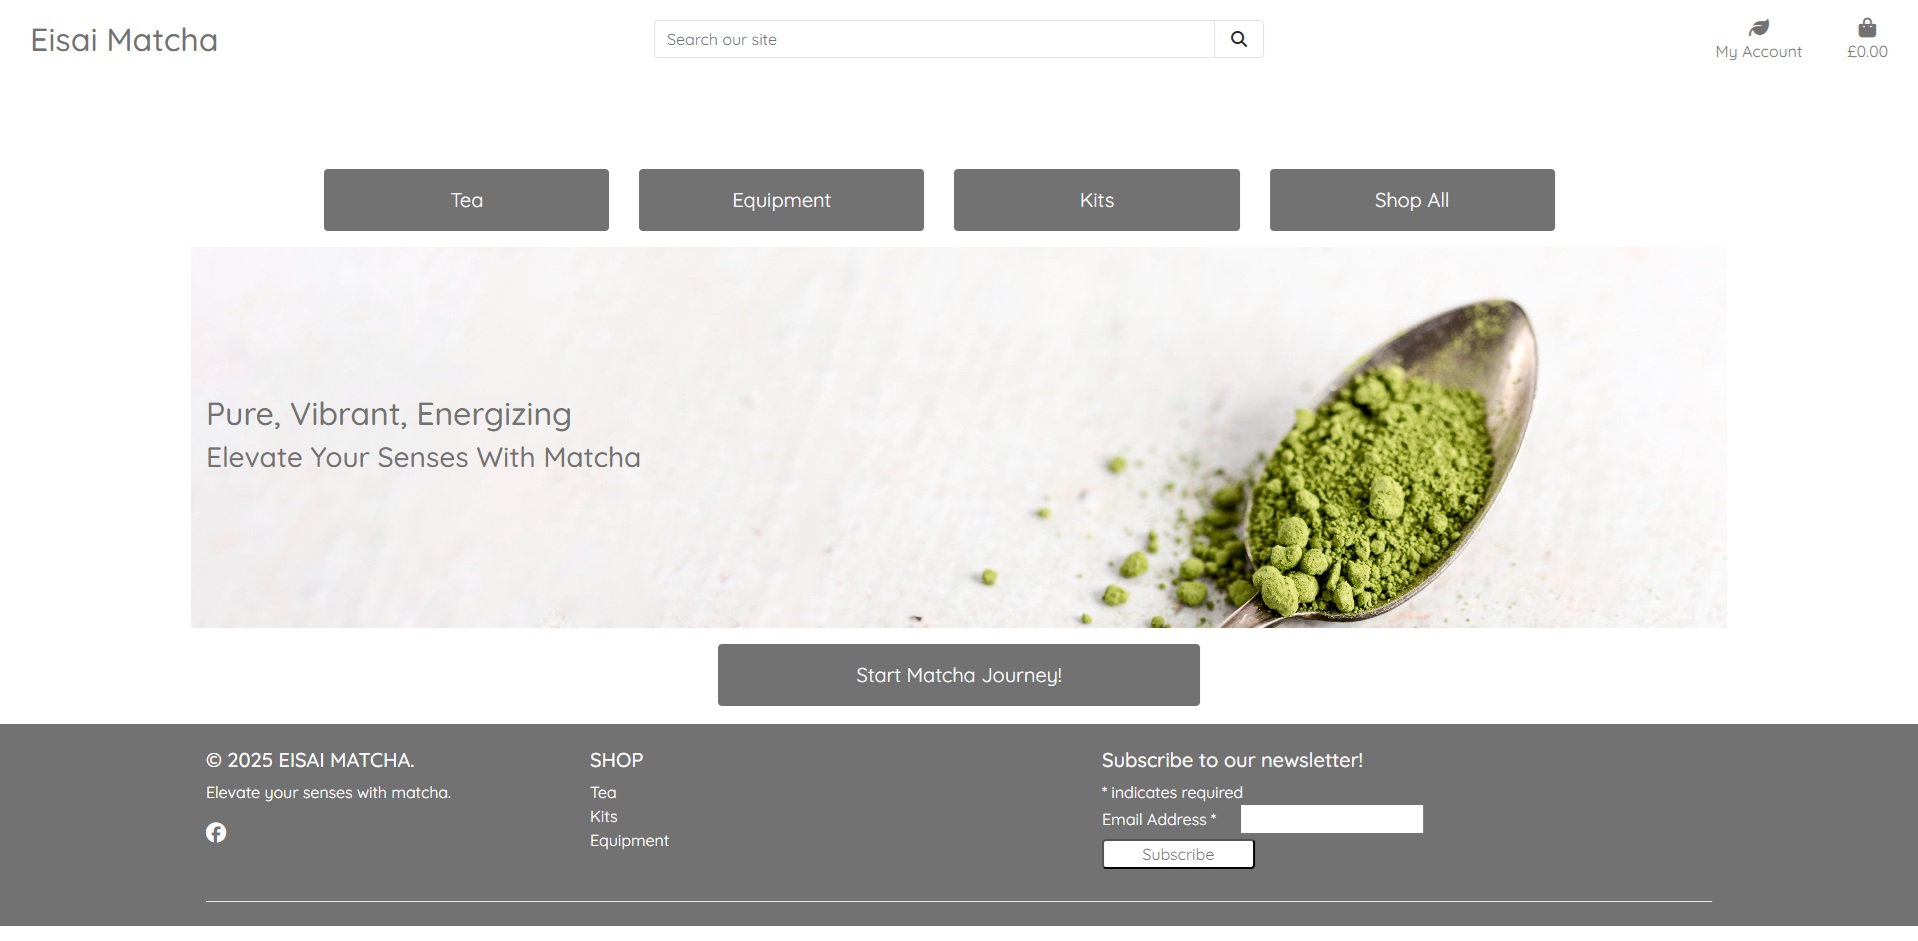 Eisai Matcha
Search our site
My Account
£0.00
Tea
Equipment
Kits
Shop All
Pure, Vibrant, Energizing
Elevate Your Senses With Matcha
Start Matcha Journey!
© 2025 EISAI MATCHA.
Elevate your senses with matcha.
SHOP
Tea
Kits
Equipment
Subscribe to our newsletter!
* indicates required
Email Address *
Subscribe